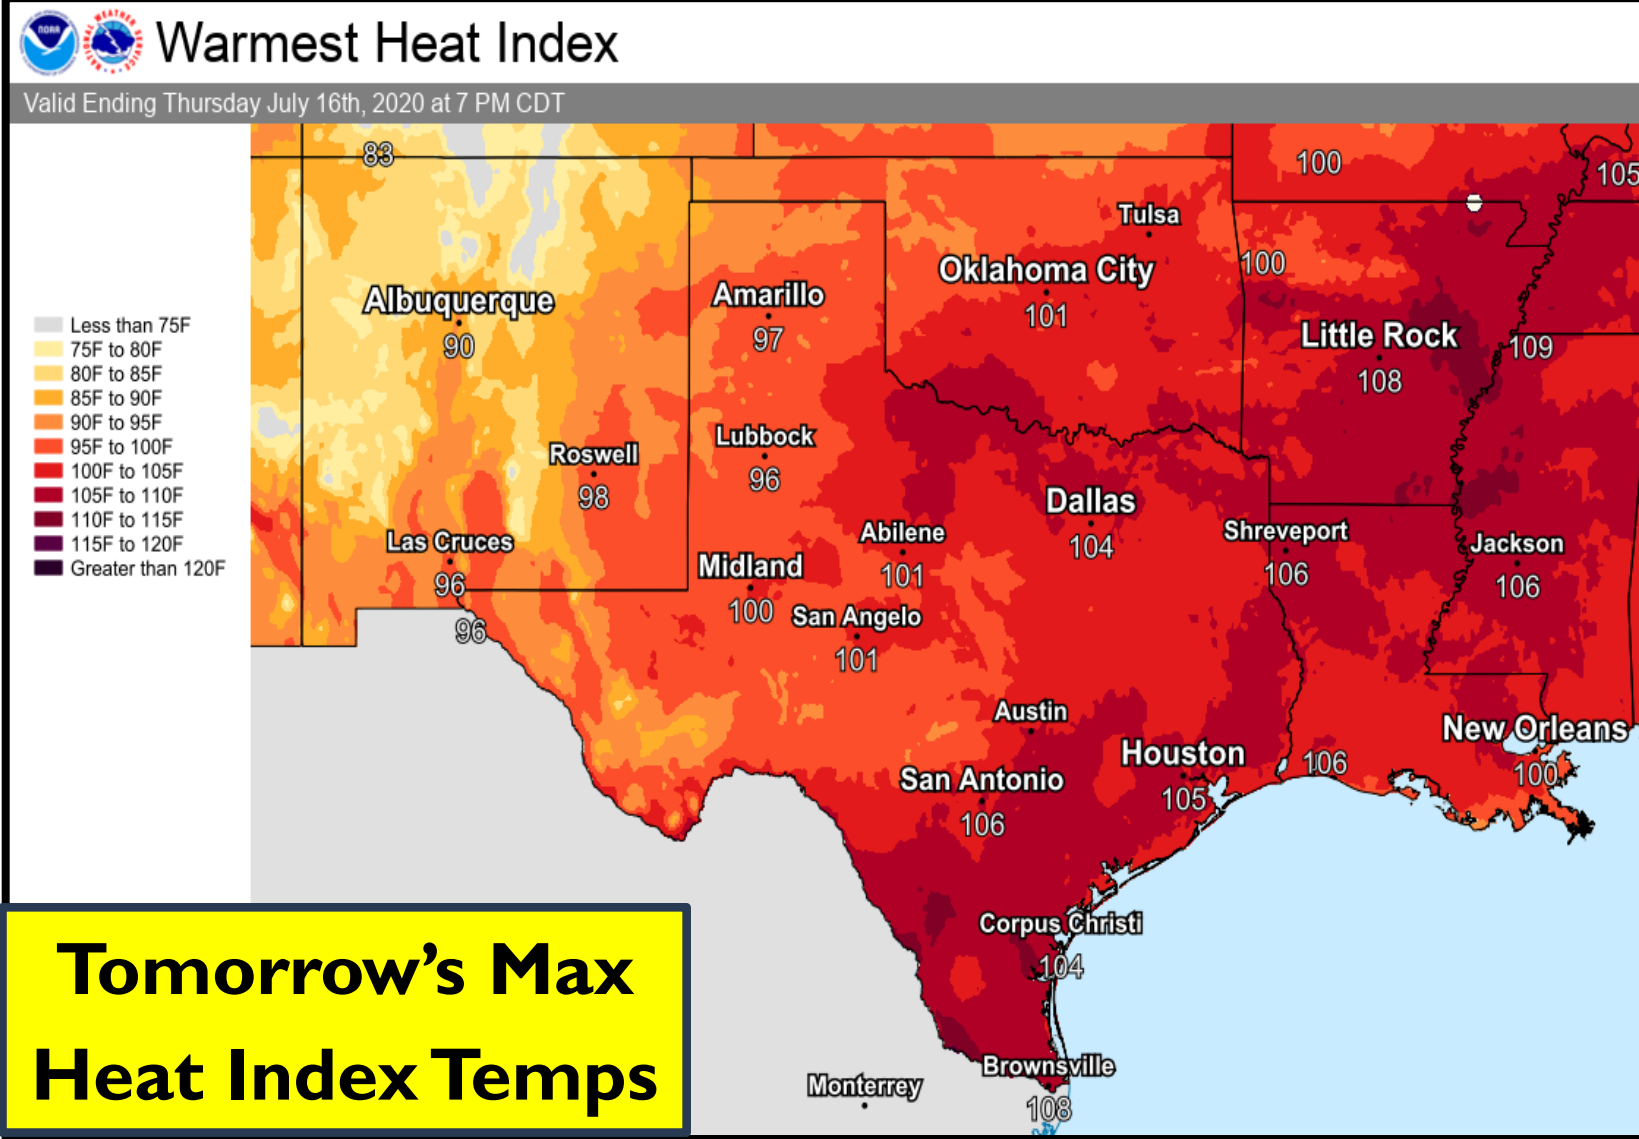 NOAA
NATIONAL WEATHER SERVICE
Warmest Heat Index
Valid Ending Thursday July 16th, 2020 at 7 PM CDT
Less than 75F
75F to 80F
80F to 85F
85F to 90F
90F to 95F
95F to 100F
100F to 105F
105F to 110F
110F to 115F
115F to 120F
Greater than 120F
83
100
105
Tulsa
100
Oklahoma City
101
Albuquerque
90
Amarillo
97
Little Rock
108
109
Lubbock
96
Roswell
98
Dallas
104
Abilene
101
Shreveport
106
Jackson
106
Las Cruces
96
96
Midland
100
San Angelo
101
Austin
New Orleans
100
Houston
105
106
San Antonio
106
Corpus Christi
104
Brownsville
108
Monterrey
Tomorrow’s Max
Heat Index Temps